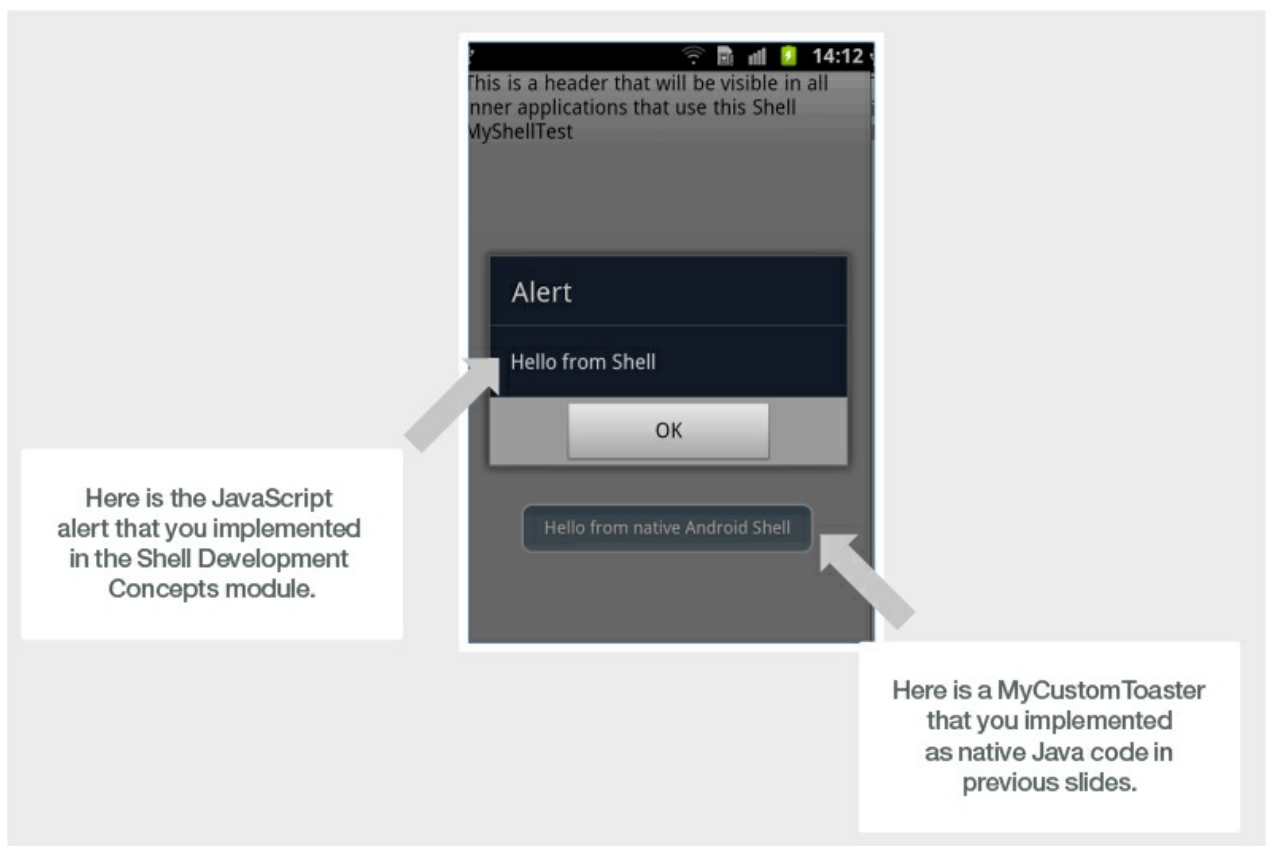 14:12
This is a header that will be visible in all
nner applications that use this Shell
MyShellTest
Alert
Hello from Shell
OK
Hello from native Android Shell
Here is the JavaScript
alert that you implemented
in the Shell Development
Concepts module.
Here is a MyCustomToaster
that you implemented
as native Java code in
previous slides.